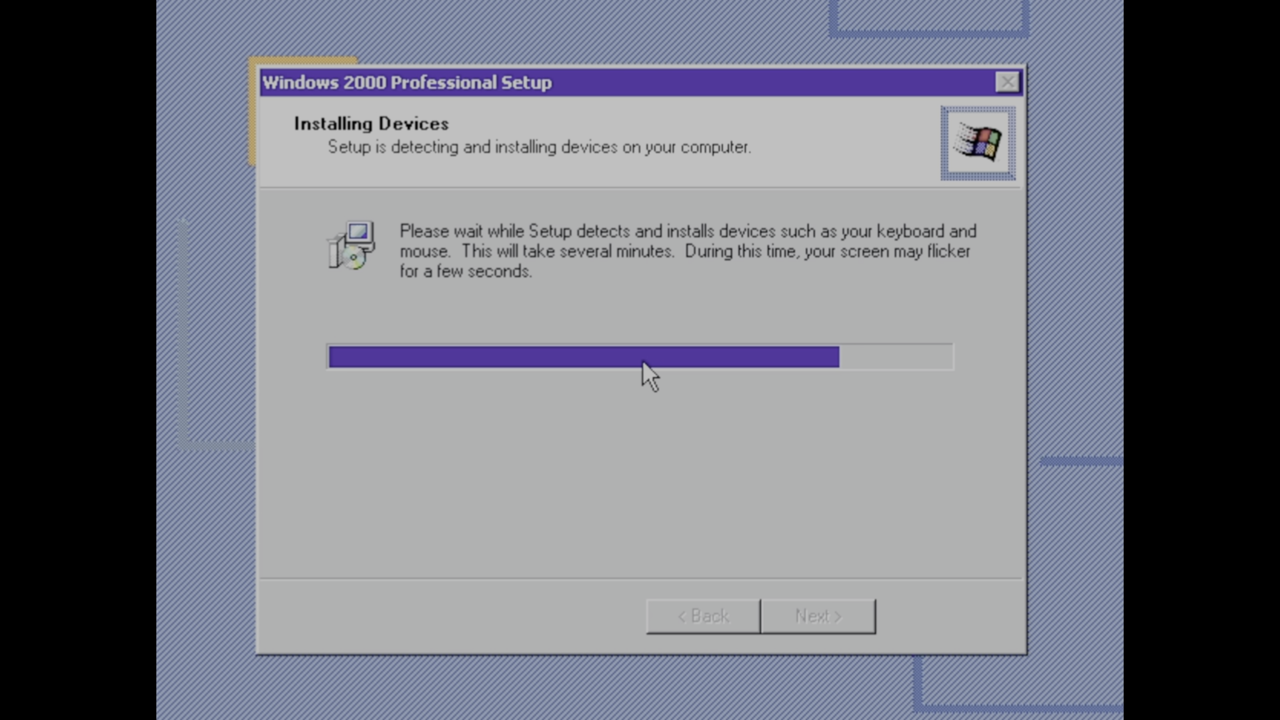 Windows 2000 Professional Setup
Installing Devices
Setup is detecting and installing devices on your computer.
Please wait while Setup detects and installs devices such as your keyboard and
mouse.  This will take several minutes.  During this time, your screen may flicker
for a few seconds.
< Back
Next >